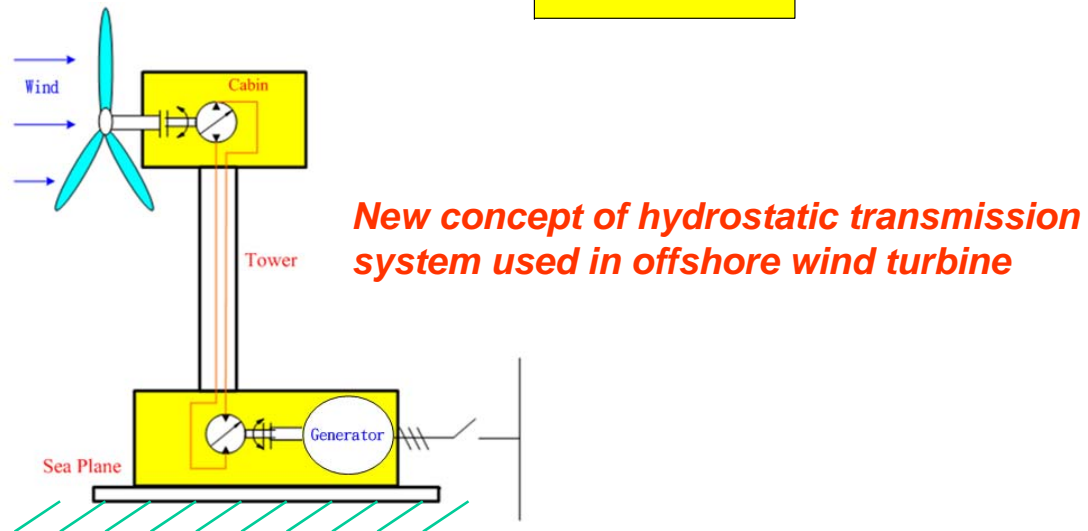 Wind
Cabin
New concept of hydrostatic transmission
system used in offshore wind turbine
Tower
Generator
Sea Plane